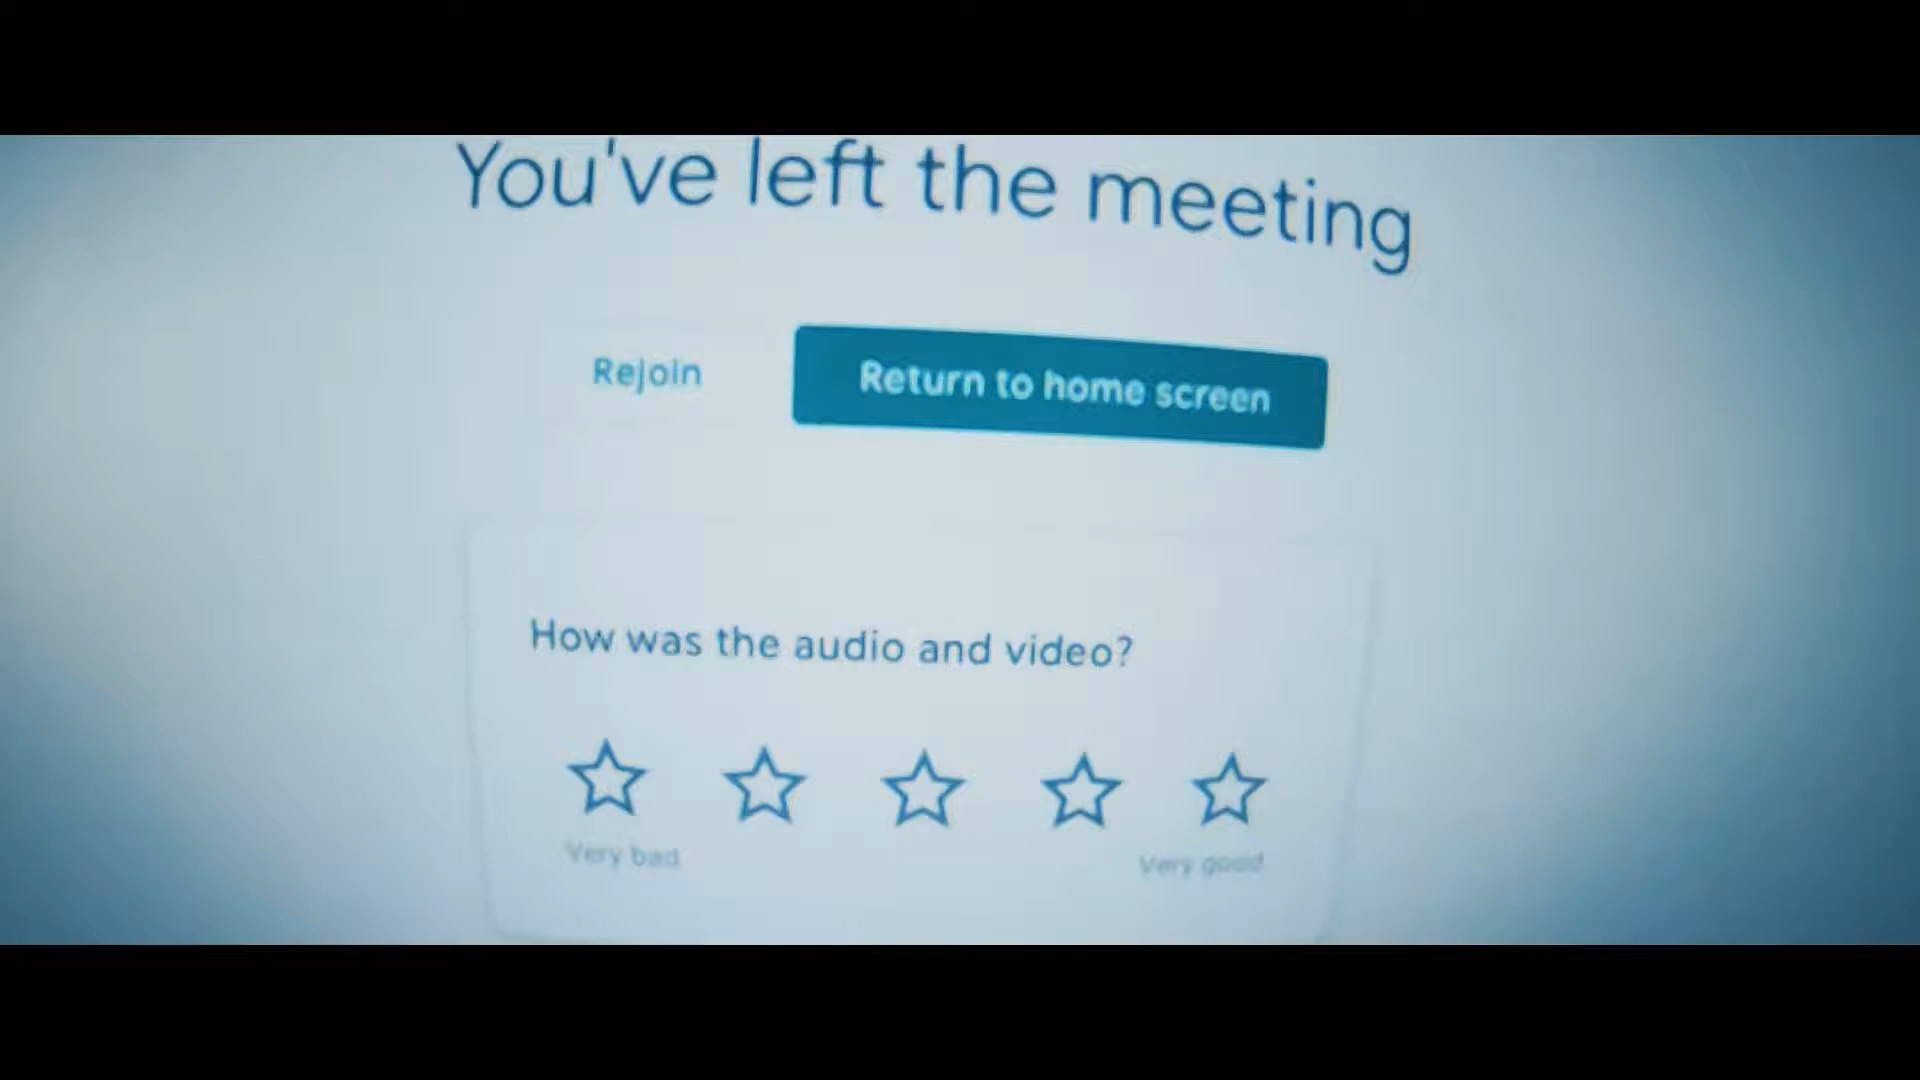 You've left the meeting
Rejoin
Return to home screen
How was the audio and video?
Very bad
Very good